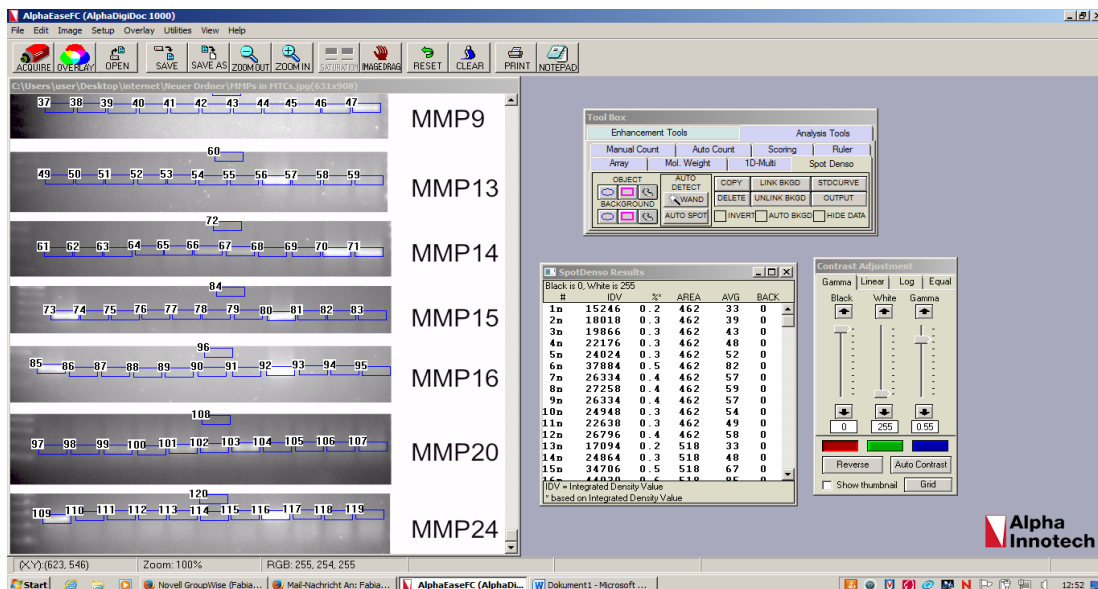 AlphaEaseFC (AlphaDigiDoc 1000)
File Edit Image Setup Overlay Utilities View Help
ACQUIRE OVERLAY OPEN SAVE SAVE AS ZOOM OUT ZOOM IN SATURATION IMAGE DRAG RESET CLEAR PRINT NOTEPAD
C:\Users\user\Desktop\internet\Neuer Ordner\MMPs in MTCs.jpg(631x908)
37 38 39 40 41 42 43 44 45 46 47
MMP9
60
49 50 51 52 53 54 55 56 57 58 59
MMP13
72
61 62 63 64 65 66 67 68 69 70 71
MMP14
84
73 74 75 76 77 78 79 80 81 82 83
MMP15
96
85 86 87 88 89 90 91 92 93 94 95
MMP16
108
97 98 99 100 101 102 103 104 105 106 107
MMP20
120
109 110 111 112 113 114 115 116 117 118 119
MMP24
Tool Box
Enhancement Tools Analysis Tools
Manual Count Auto Count Scoring Ruler
Array Mol. Weight 1D-Multi Spot Denso
OBJECT
BACKGROUND
AUTO DETECT
WAND
AUTO SPOT
COPY LINK BKGD STDCURVE
DELETE UNLINK BKGD OUTPUT
INVERT AUTO BKGD HIDE DATA
SpotDenso Results
Black is 0, White is 255
# IDV %* AREA AVG BACK
1n 15246 0.2 462 33 0
2n 18018 0.3 462 39 0
3n 19866 0.3 462 43 0
4n 22176 0.3 462 48 0
5n 24024 0.3 462 52 0
6n 37884 0.5 462 82 0
7n 26334 0.4 462 57 0
8n 27258 0.4 462 59 0
9n 26334 0.4 462 57 0
10n 24948 0.3 462 54 0
11n 22638 0.3 462 49 0
12n 26796 0.4 462 58 0
13n 17094 0.2 518 33 0
14n 24864 0.3 518 48 0
15n 34706 0.5 518 67 0
16n 44030 0.6 518 85 0
IDV = Integrated Density Value
* based on Integrated Density Value
Contrast Adjustment
Gamma Linear Log Equal
Black White Gamma
0 255 0.55
Reverse Auto Contrast
Show thumbnail Grid
Alpha
Innotech
(X,Y):(623, 546) Zoom: 100% RGB: 255, 254, 255
Start Novell GroupWise (Fabia... Mail-Nachricht An: Fabia... AlphaEaseFC (AlphaDi... Dokument1 - Microsoft ... 12:52